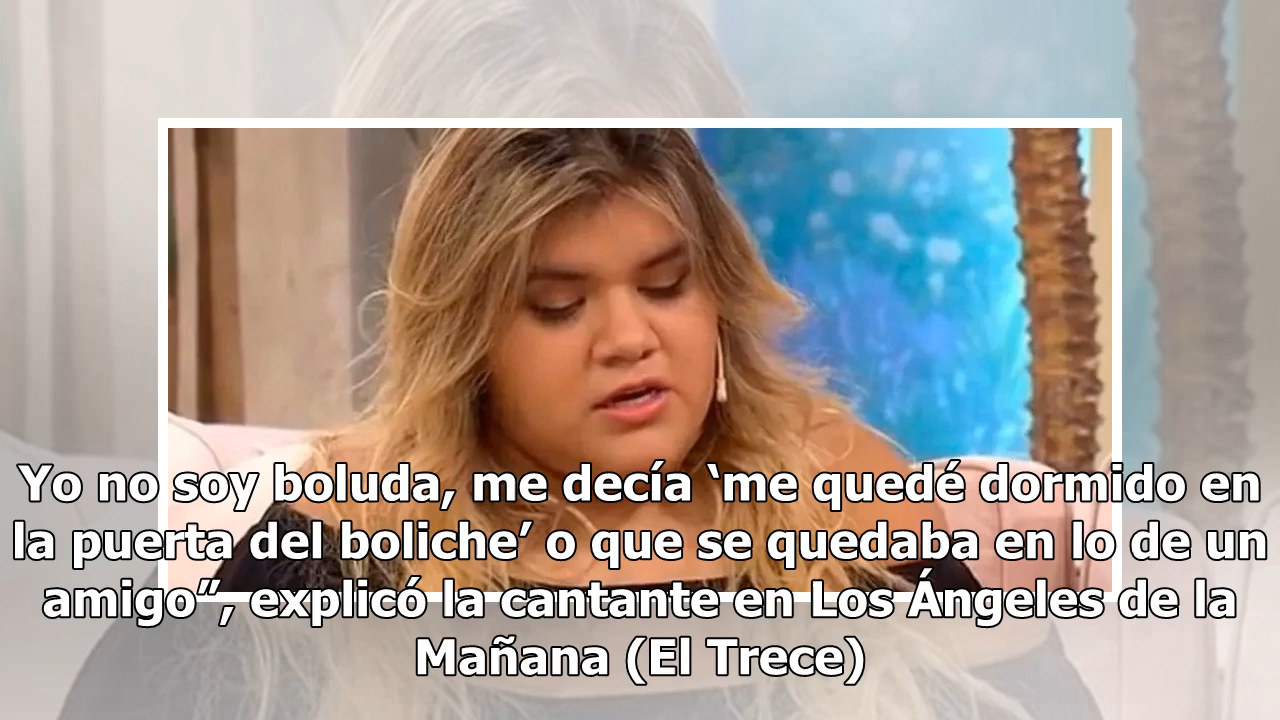 Yo no soy boluda, me decía ‘me quedé dormido en
la puerta del boliche’ o que se quedaba en lo de un
amigo”, explicó la cantante en Los Ángeles de la
Mañana (El Trece)